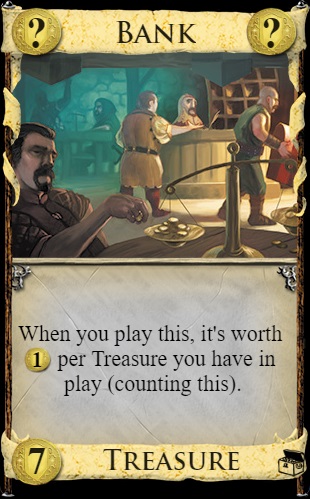 ? BANK ?
When you play this, it's worth
1 per Treasure you have in
play (counting this).
7 TREASURE